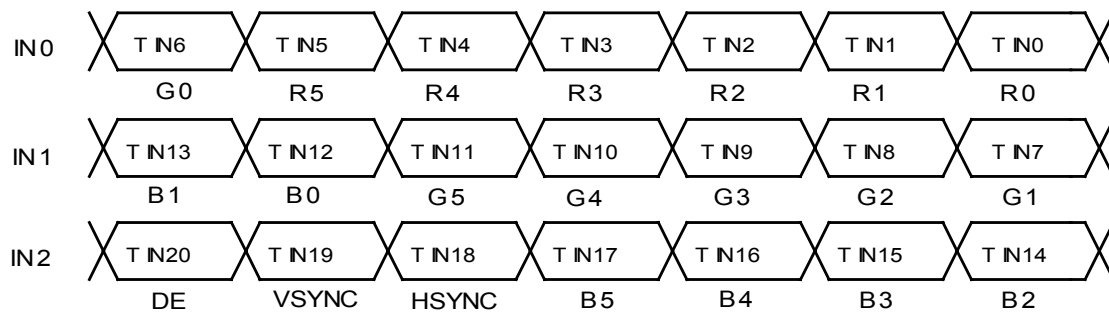 IN0 TIN6 TIN5 TIN4 TIN3 TIN2 TIN1 TIN0
G0 R5 R4 R3 R2 R1 R0
IN1 TIN13 TIN12 TIN11 TIN10 TIN9 TIN8 TIN7
B1 B0 G5 G4 G3 G2 G1
IN2 TIN20 TIN19 TIN18 TIN17 TIN16 TIN15 TIN14
DE VSYNC HSYNC B5 B4 B3 B2